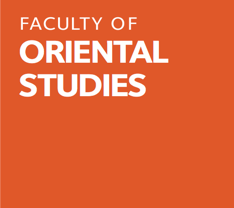 FACULTY OF
ORIENTAL
STUDIES